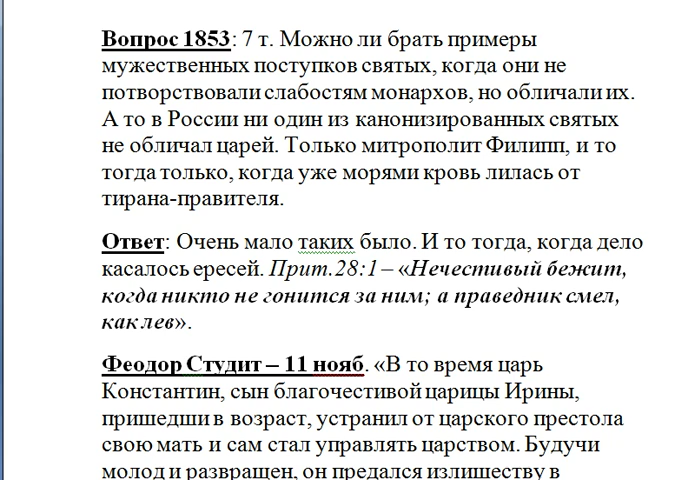 Вопрос 1853: 7 т. Можно ли брать примеры
мужественных поступков святых, когда они не
потворствовали слабостям монархов, но обличали их.
А то в России ни один из канонизированных святых
не обличал царей. Только митрополит Филипп, и то
тогда только, когда уже морями кровь лилась от
тирана-правителя.
Ответ: Очень мало таких было. И то тогда, когда дело
касалось ересей. Прит.28:1 – «Нечестивый бежит,
когда никто не гонится за ним; а праведник смел,
как лев».
Феодор Студит – 11 нояб. «В то время царь
Константин, сын благочестивой царицы Ирины,
пришедши в возраст, устранил от царского престола
свою мать и сам стал управлять царством. Будучи
молод и развращен, он предался излишеству в